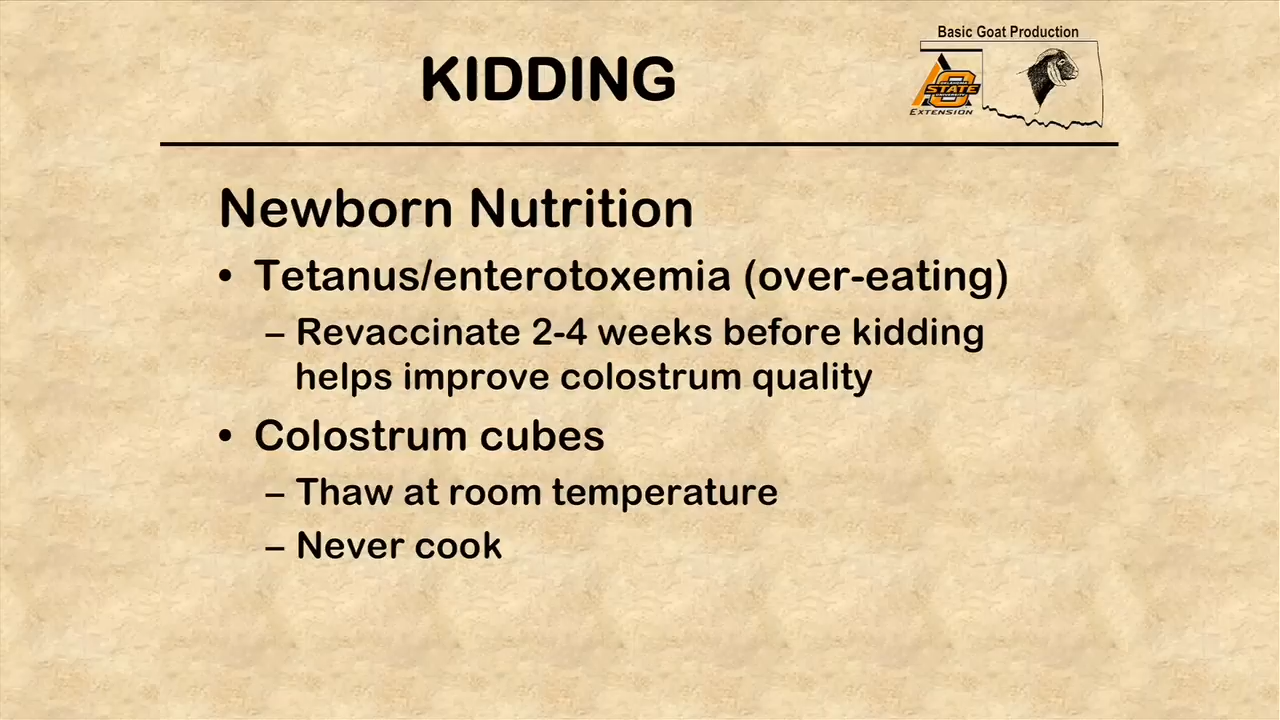 Basic Goat Production
KIDDING
OKLAHOMA
STATE
UNIVERSITY
EXTENSION
Newborn Nutrition
• Tetanus/enterotoxemia (over-eating)
– Revaccinate 2-4 weeks before kidding
helps improve colostrum quality
• Colostrum cubes
– Thaw at room temperature
– Never cook